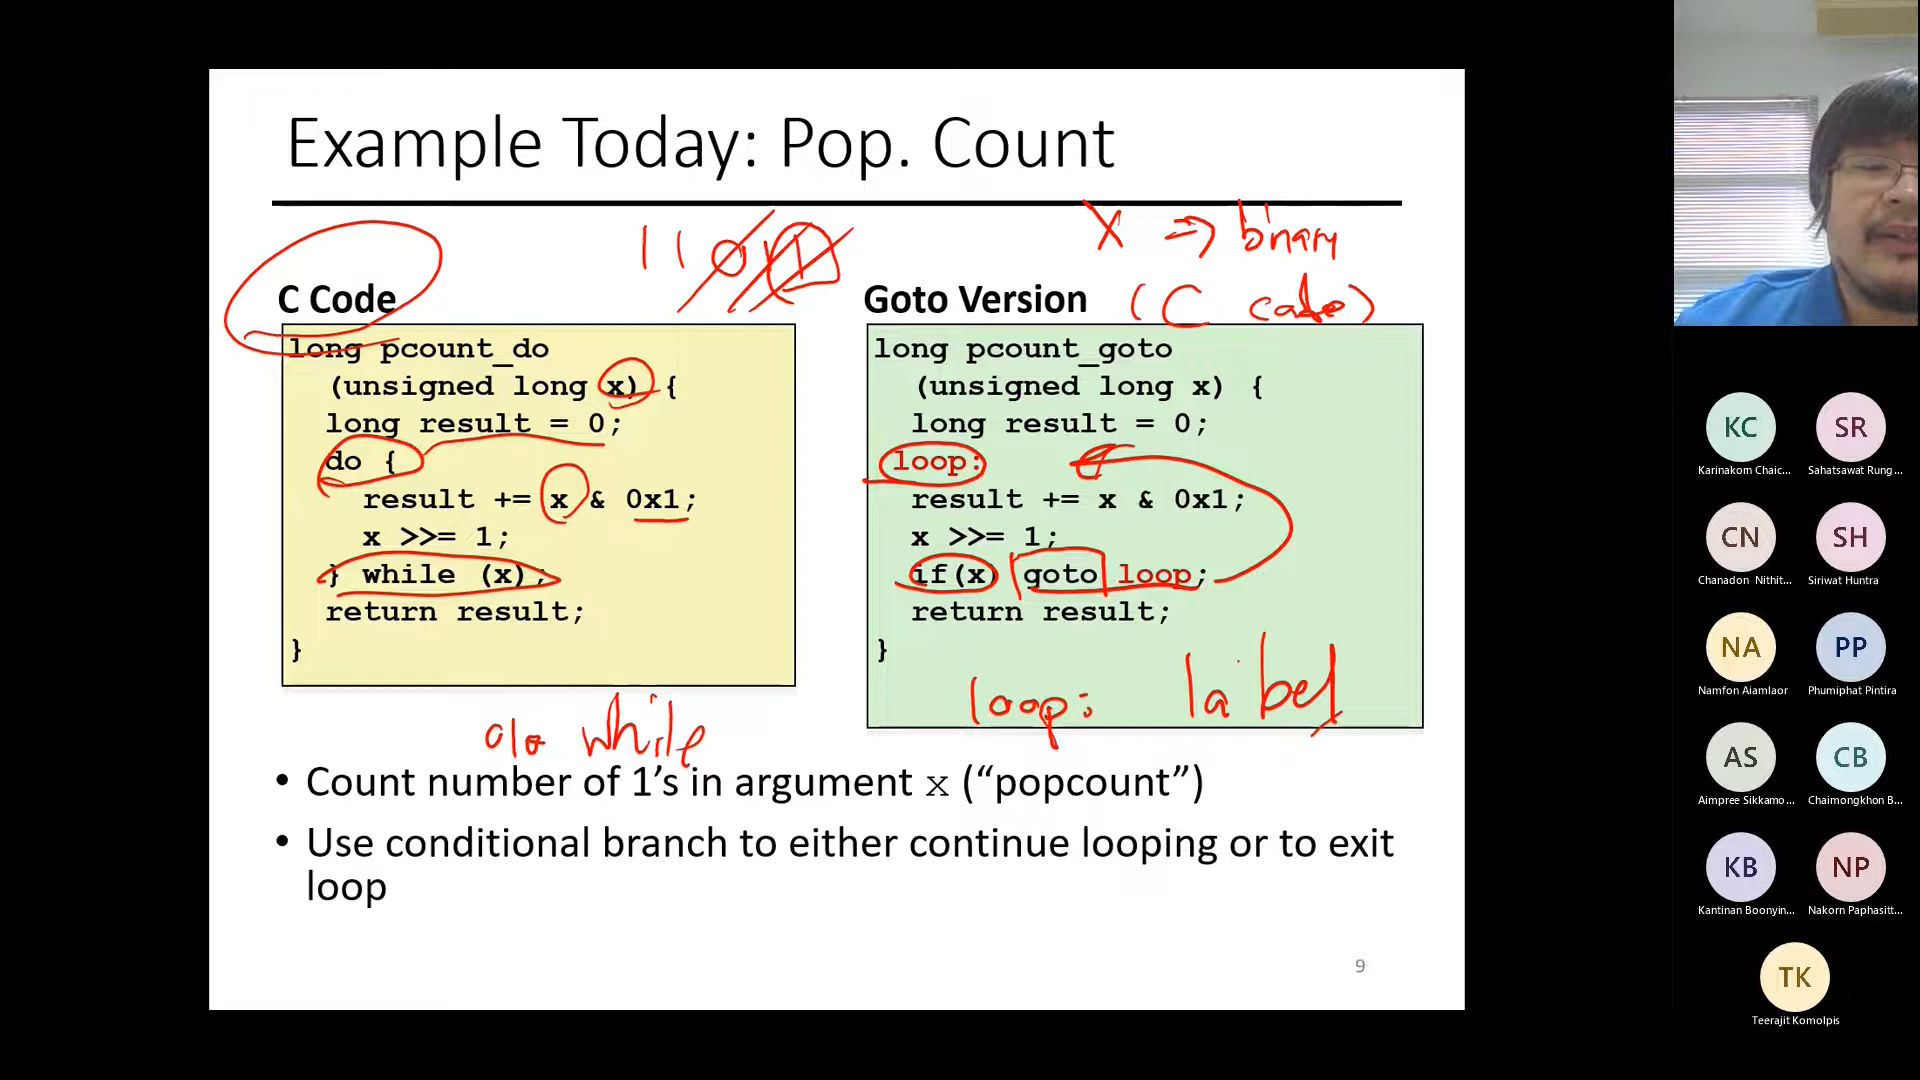 Example Today: Pop. Count
1101
x => binary
C Code
Goto Version (C code)
long pcount_do
(unsigned long x) {
long result = 0;
do {
result += x & 0x1;
x >>= 1;
} while (x);
return result;
}
long pcount_goto
(unsigned long x) {
long result = 0;
loop:
result += x & 0x1;
x >>= 1;
if(x) goto loop;
return result;
}
loop: label
do while
• Count number of 1’s in argument x (“popcount”)
• Use conditional branch to either continue looping or to exit
loop
9
KC
Karinakorn Chaic...
SR
Sahatsawat Rung...
CN
Chanadon Nithit...
SH
Siriwat Huntra
NA
Namfon Aiamlaor
PP
Phumiphat Pintira
AS
Aimpree Sikkamo...
CB
Chaimongkhon B...
KB
Kantinan Boonyin...
NP
Nakorn Paphasitt...
TK
Teerajit Komolpis